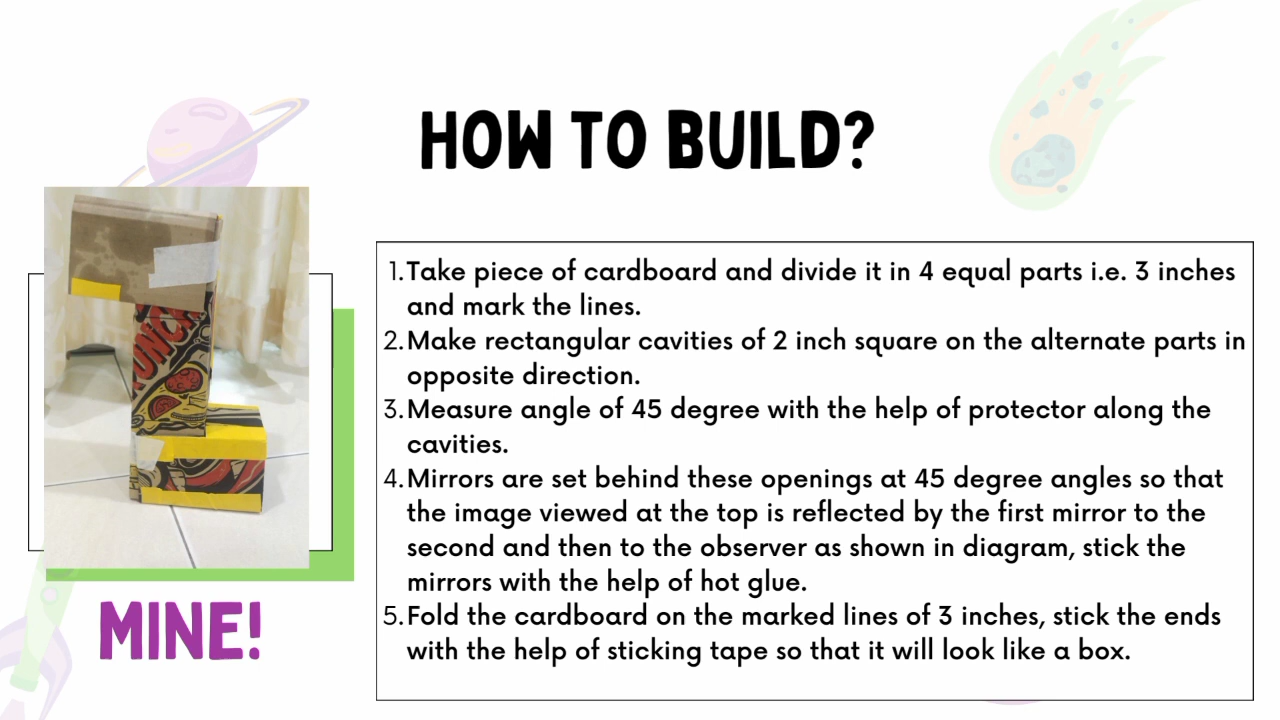 HOW TO BUILD?
1. Take piece of cardboard and divide it in 4 equal parts i.e. 3 inches
and mark the lines.
2. Make rectangular cavities of 2 inch square on the alternate parts in
opposite direction.
3. Measure angle of 45 degree with the help of protector along the
cavities.
4. Mirrors are set behind these openings at 45 degree angles so that
the image viewed at the top is reflected by the first mirror to the
second and then to the observer as shown in diagram, stick the
mirrors with the help of hot glue.
5. Fold the cardboard on the marked lines of 3 inches, stick the ends
with the help of sticking tape so that it will look like a box.
MINE!